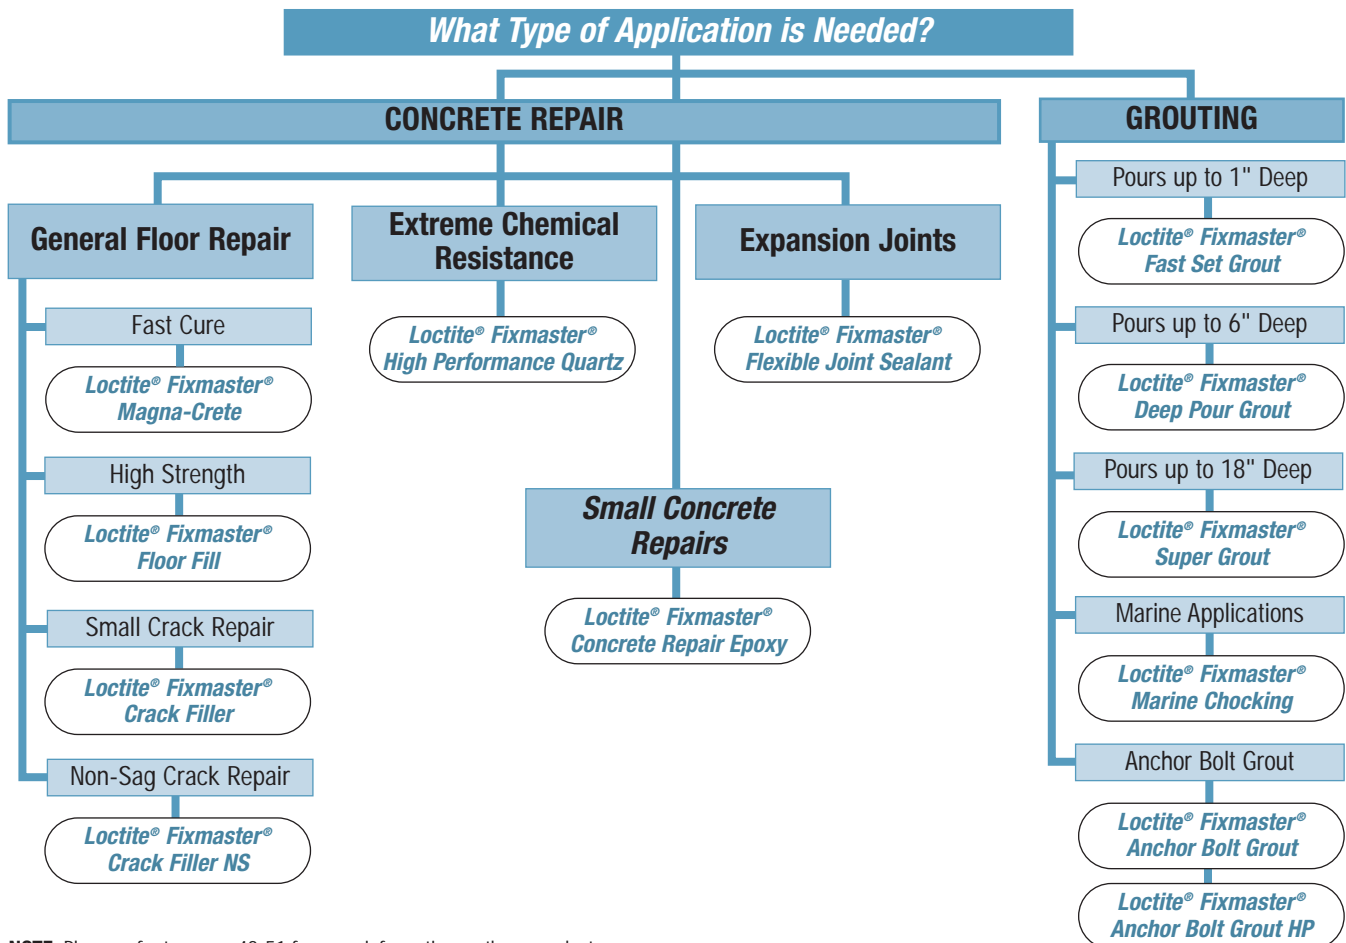 What Type of Application is Needed?
CONCRETE REPAIR
General Floor Repair
Fast Cure
Loctite® Fixmaster®
Magna-Crete
High Strength
Loctite® Fixmaster®
Floor Fill
Small Crack Repair
Loctite® Fixmaster®
Crack Filler
Non-Sag Crack Repair
Loctite® Fixmaster®
Crack Filler NS
Extreme Chemical
Resistance
Loctite® Fixmaster®
High Performance Quartz
Small Concrete
Repairs
Loctite® Fixmaster®
Concrete Repair Epoxy
Expansion Joints
Loctite® Fixmaster®
Flexible Joint Sealant
GROUTING
Pours up to 1" Deep
Loctite® Fixmaster®
Fast Set Grout
Pours up to 6" Deep
Loctite® Fixmaster®
Deep Pour Grout
Pours up to 18" Deep
Loctite® Fixmaster®
Super Grout
Marine Applications
Loctite® Fixmaster®
Marine Chocking
Anchor Bolt Grout
Loctite® Fixmaster®
Anchor Bolt Grout
Loctite® Fixmaster®
Anchor Bolt Grout HP